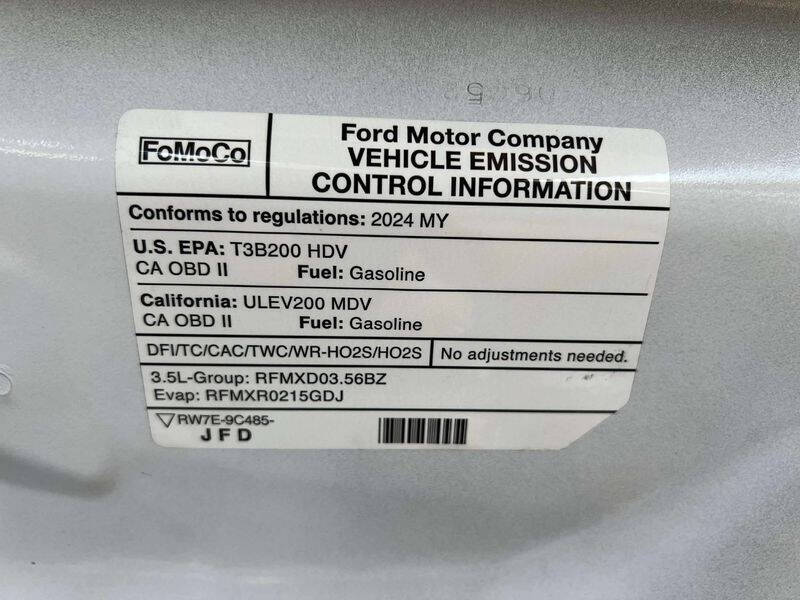 FoMoCo
Ford Motor Company
VEHICLE EMISSION
CONTROL INFORMATION
Conforms to regulations: 2024 MY
U.S. EPA: T3B200 HDV
CA OBD II Fuel: Gasoline
California: ULEV200 MDV
CA OBD II Fuel: Gasoline
DFI/TC/CAC/TWC/WR-HO2S/HO2S No adjustments needed.
3.5L-Group: RFMXD03.56BZ
Evap: RFMXR0215GDJ
RW7E-9C485-
JFD